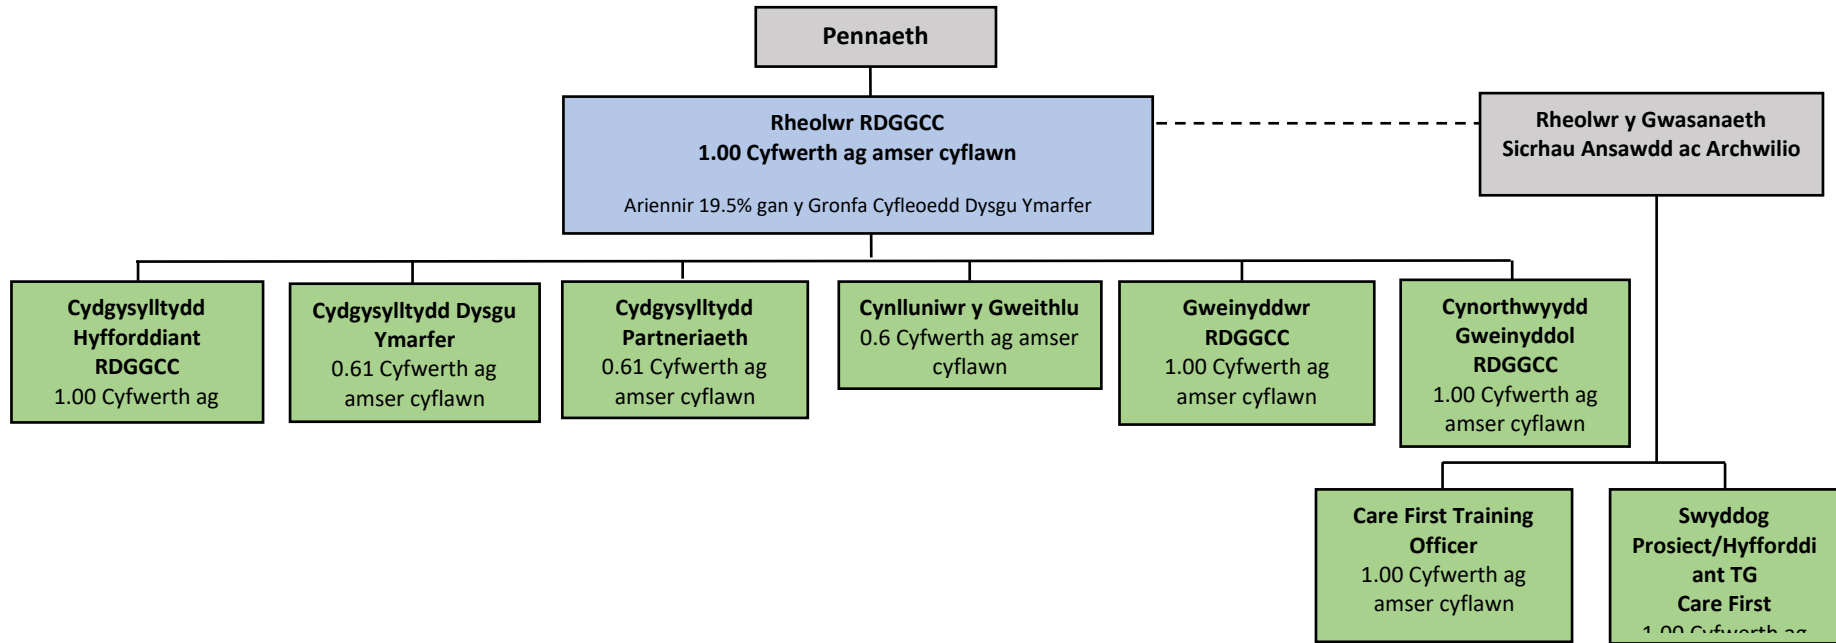 Pennaeth
Rheolwr RDGGCC
1.00 Cyfwerth ag amser cyflawn
Ariennir 19.5% gan y Gronfa Cyfleoedd Dysgu Ymarfer
Rheolwr y Gwasanaeth
Sicrhau Ansawdd ac Archwilio
Cydgysylltydd
Hyfforddiant
RDGGCC
1.00 Cyfwerth ag
Cydgysylltydd Dysgu
Ymarfer
0.61 Cyfwerth ag
amser cyflawn
Cydgysylltydd
Partneriaeth
0.61 Cyfwerth ag
amser cyflawn
Cynlluniwr y Gweithlu
0.6 Cyfwerth ag amser
cyflawn
Gweinyddwr
RDGGCC
1.00 Cyfwerth ag
amser cyflawn
Cynorthwyydd
Gweinyddol
RDGGCC
1.00 Cyfwerth ag
amser cyflawn
Care First Training
Officer
1.00 Cyfwerth ag
amser cyflawn
Swyddog
Prosiect/Hyfforddi
ant TG
Care First
1.00 Cyfwerth ag